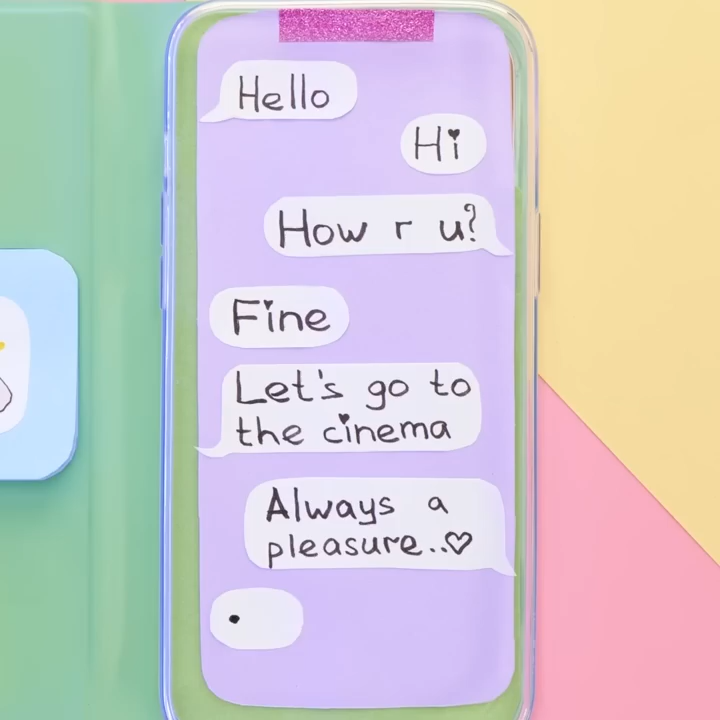 Hello
Hi
How r u?
Fine
Let's go to
the cinema
Always a
pleasure..♡
.